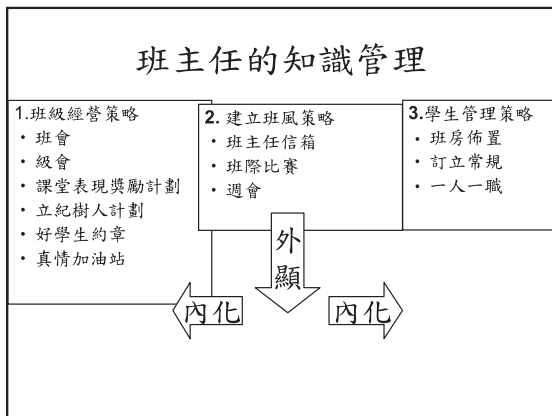 班主任的知識管理
1.班級經營策略
• 班會
• 級會
• 課堂表現獎勵計劃
• 立紀樹人計劃
• 好學生約章
• 真情加油站
2. 建立班風策略
• 班主任信箱
• 班際比賽
• 週會
3.學生管理策略
• 班房佈置
• 訂立常規
• 一人一職
外顯
內化
內化